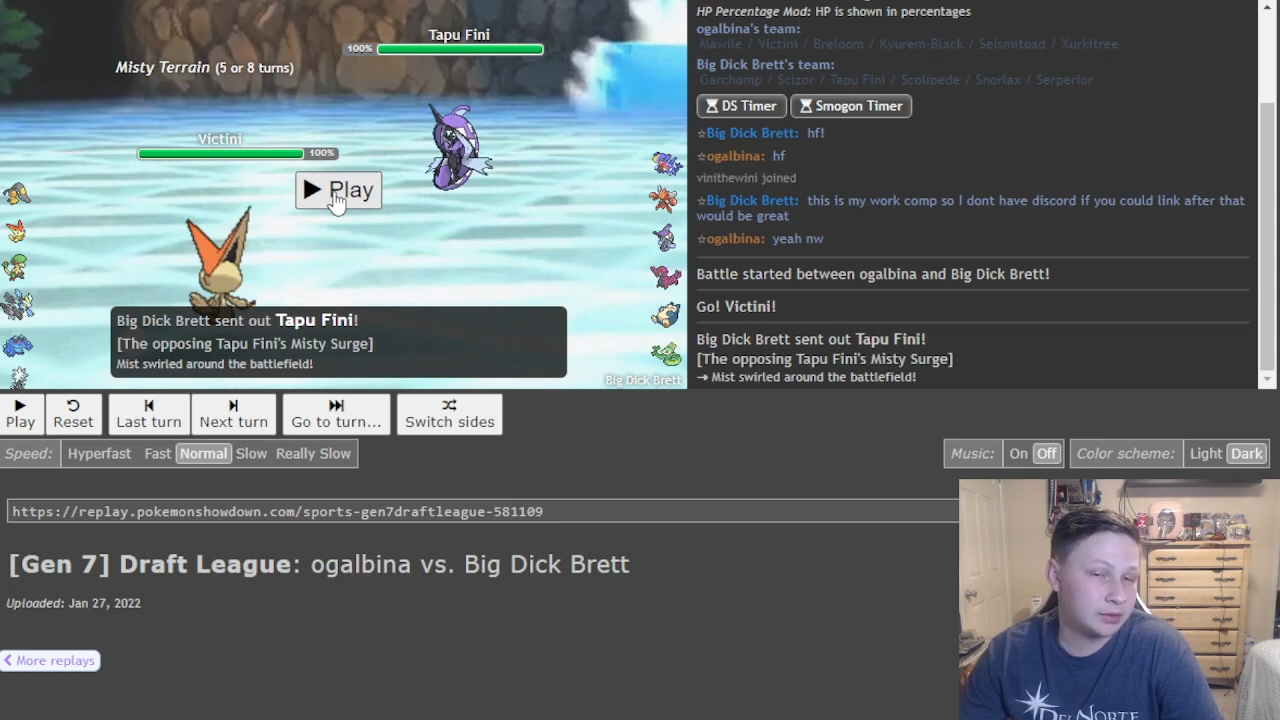 Tapu Fini
100%
Misty Terrain (5 or 8 turns)
Victini
100%
Play
Big Dick Brett sent out Tapu Fini!
[The opposing Tapu Fini's Misty Surge]
Mist swirled around the battlefield!
Big Dick Brett
HP Percentage Mod: HP is shown in percentages
ogalbina's team:
Mawile / Victini / Breloom / Kyurem-Black / Seismitoad / Xurkitree
Big Dick Brett's team:
Garchomp / Scizor / Tapu Fini / Scolipede / Snorlax / Serperior
DS Timer Smogon Timer
☆Big Dick Brett: hf!
☆ogalbina: hf
vinithewini joined
☆Big Dick Brett: this is my work comp so I dont have discord if you could link after that
would be great
☆ogalbina: yeah nw
Battle started between ogalbina and Big Dick Brett!
Go! Victini!
Big Dick Brett sent out Tapu Fini!
[The opposing Tapu Fini's Misty Surge]
→ Mist swirled around the battlefield!
Play Reset Last turn Next turn Go to turn... Switch sides
Speed: Hyperfast Fast Normal Slow Really Slow
Music: On Off Color scheme: Light Dark
https://replay.pokemonshowdown.com/sports-gen7draftleague-581109
[Gen 7] Draft League: ogalbina vs. Big Dick Brett
Uploaded: Jan 27, 2022
More replays
DEL NORTE